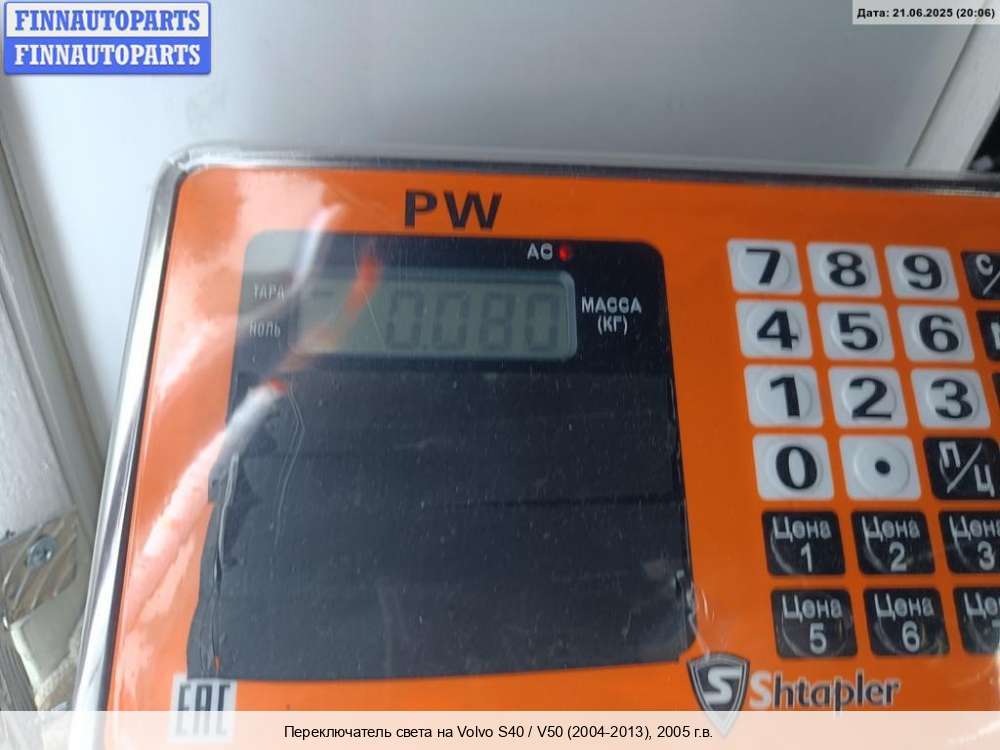 FINNAUTOPARTS
FINNAUTOPARTS
Дата: 21.06.2025 (20:06)
PW
AC
ТАРА
НОЛЬ
0.080
МАССА
(КГ)
7 8 9 С/
4 5 6
1 2 3
0 • П/Ц
Цена 1 Цена 2 Цена 3
Цена 5 Цена 6
EAC
S Shtapler
Переключатель света на Volvo S40 / V50 (2004-2013), 2005 г.в.